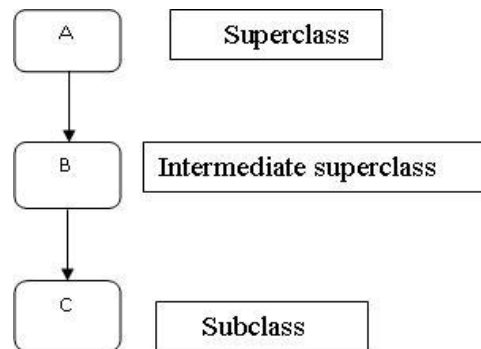 A
Superclass
B
Intermediate superclass
C
Subclass